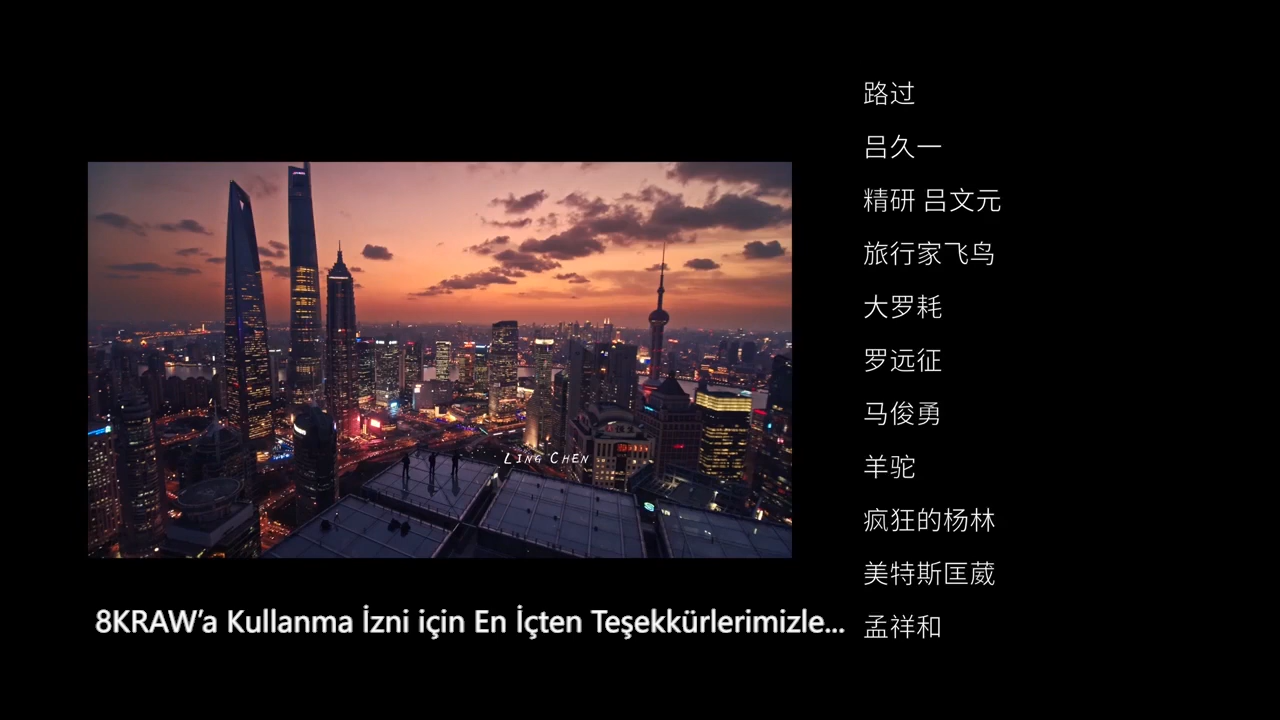 路过
吕久一
精研 吕文元
旅行家飞鸟
大罗耗
罗远征
马俊勇
羊驼
疯狂的杨林
美特斯匡葳
孟祥和
LING CHEN
8KRAW’a Kullanma İzni için En İçten Teşekkürlerimizle...